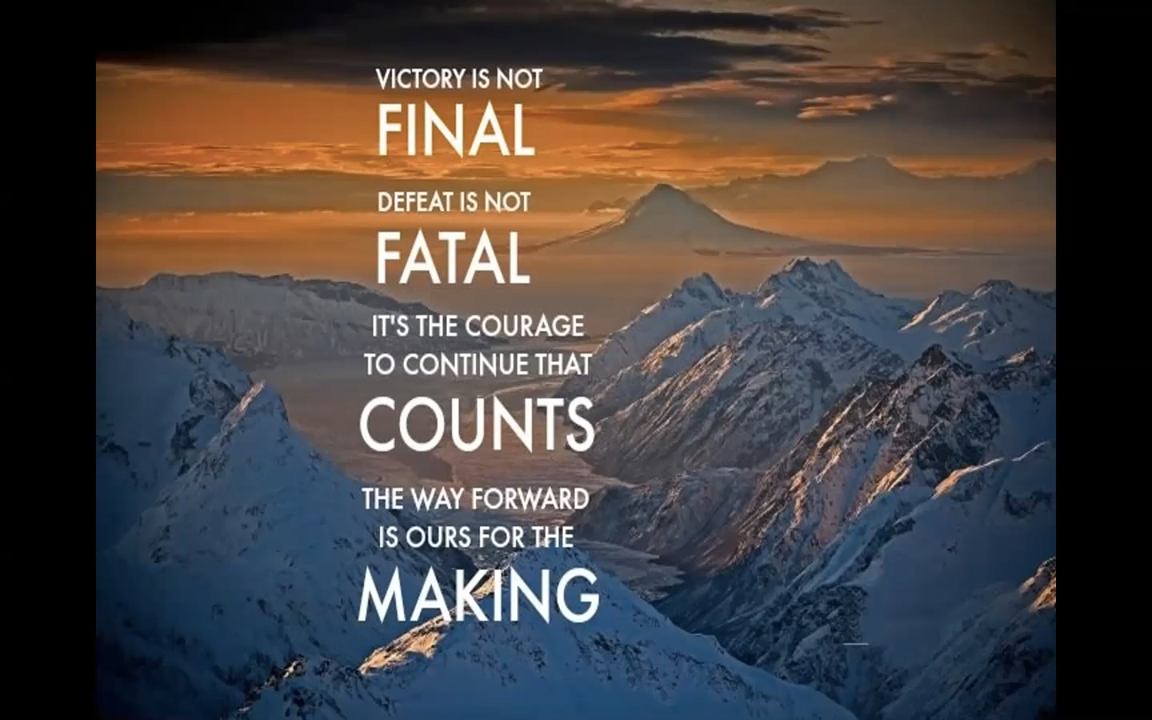 VICTORY IS NOT
FINAL
DEFEAT IS NOT
FATAL
IT'S THE COURAGE
TO CONTINUE THAT
COUNTS
THE WAY FORWARD
IS OURS FOR THE
MAKING